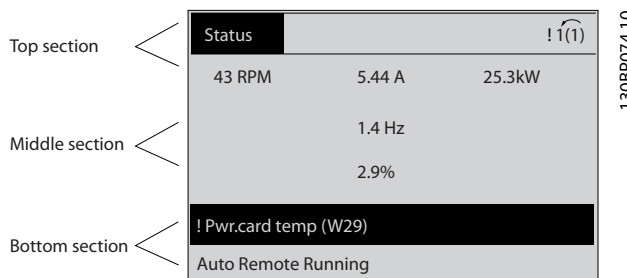 Top section
Status
! 1(1)
43 RPM 5.44 A 25.3kW
Middle section
1.4 Hz
2.9%
! Pwr.card temp (W29)
Bottom section
Auto Remote Running
130BP074.10